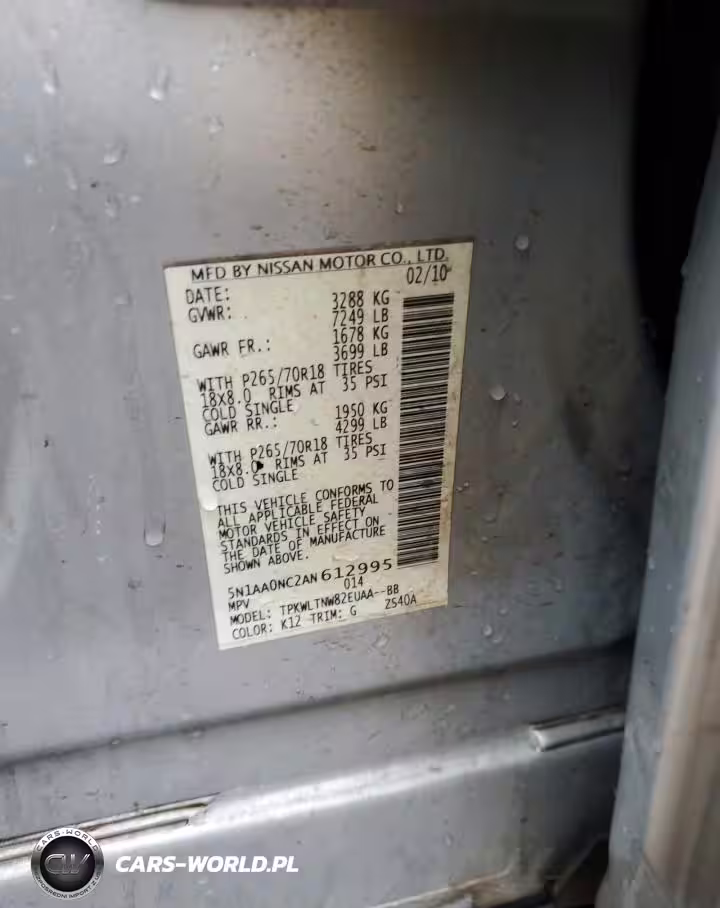 MFD BY NISSAN MOTOR CO., LTD.
DATE: 02/10
GVWR: 3288 KG
7249 LB
GAWR FR.: 1678 KG
3699 LB
WITH P265/70R18 TIRES
18X8.0 RIMS AT 35 PSI
COLD SINGLE
GAWR RR.: 1950 KG
4299 LB
WITH P265/70R18 TIRES
18X8.0 RIMS AT 35 PSI
COLD SINGLE
THIS VEHICLE CONFORMS TO
ALL APPLICABLE FEDERAL
MOTOR VEHICLE SAFETY
STANDARDS IN EFFECT ON
THE DATE OF MANUFACTURE
SHOWN ABOVE.
5N1AA0NC2AN612995
MPV 014
MODEL: TPKWLTNW82EUAA--BB
COLOR: K12 TRIM: G ZS40A
CARS-WORLD
CW
CARS-WORLD.PL